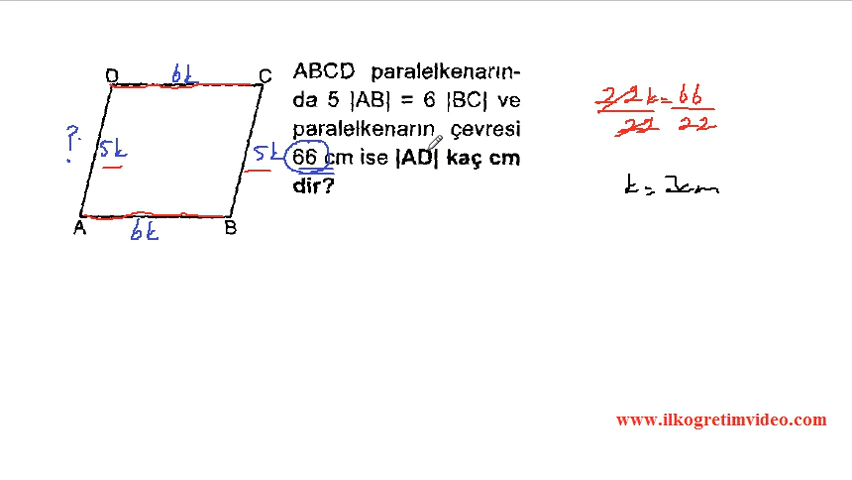 D
6k
C
ABCD paralelkenarın-
da 5 |AB| = 6 |BC| ve
paralelkenarın çevresi
66 cm ise |AD| kaç cm
dir?
?
5k
5k
A
6k
B
22k = 66
22 22
k = 3cm
www.ilkogretimvideo.com